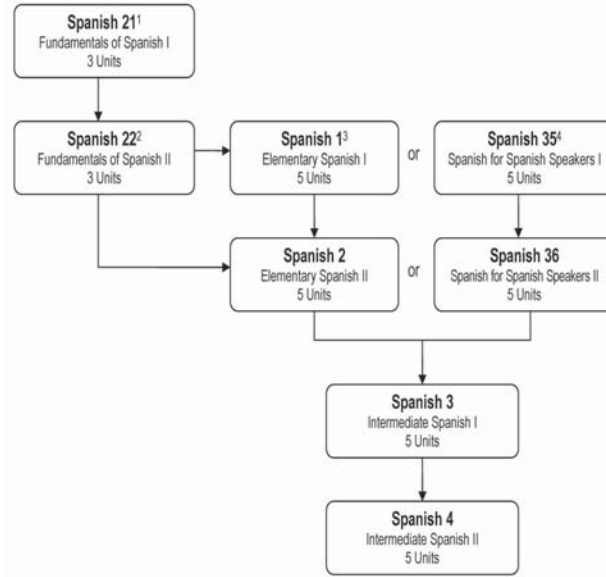 Spanish 21¹
Fundamentals of Spanish I
3 Units
Spanish 22²
Fundamentals of Spanish II
3 Units
Spanish 1³
Elementary Spanish I
5 Units
or
Spanish 35⁴
Spanish for Spanish Speakers I
5 Units
Spanish 2
Elementary Spanish II
5 Units
or
Spanish 36
Spanish for Spanish Speakers II
5 Units
Spanish 3
Intermediate Spanish I
5 Units
Spanish 4
Intermediate Spanish II
5 Units